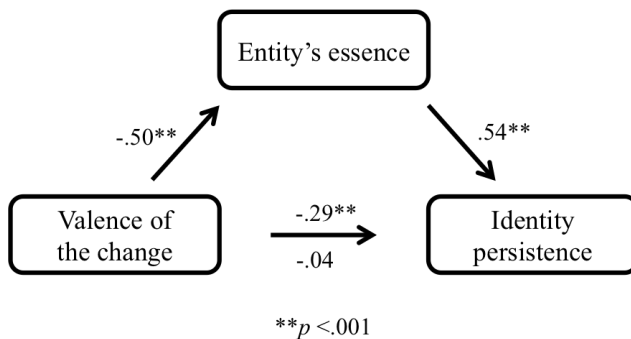 Entity’s essence
-.50**
.54**
Valence of
the change
-.29**
-.04
Identity
persistence
**p <.001